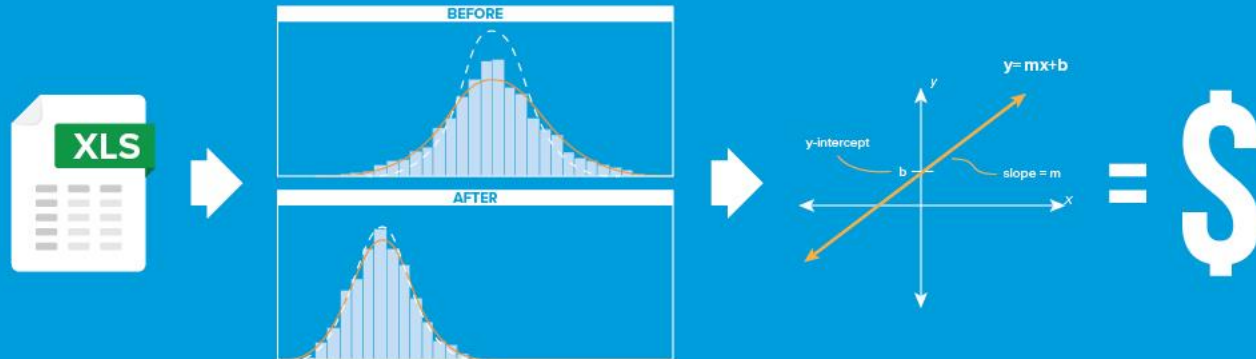 XLS
BEFORE
AFTER
y=mx+b
y
y-intercept
b
slope = m
x
=
$